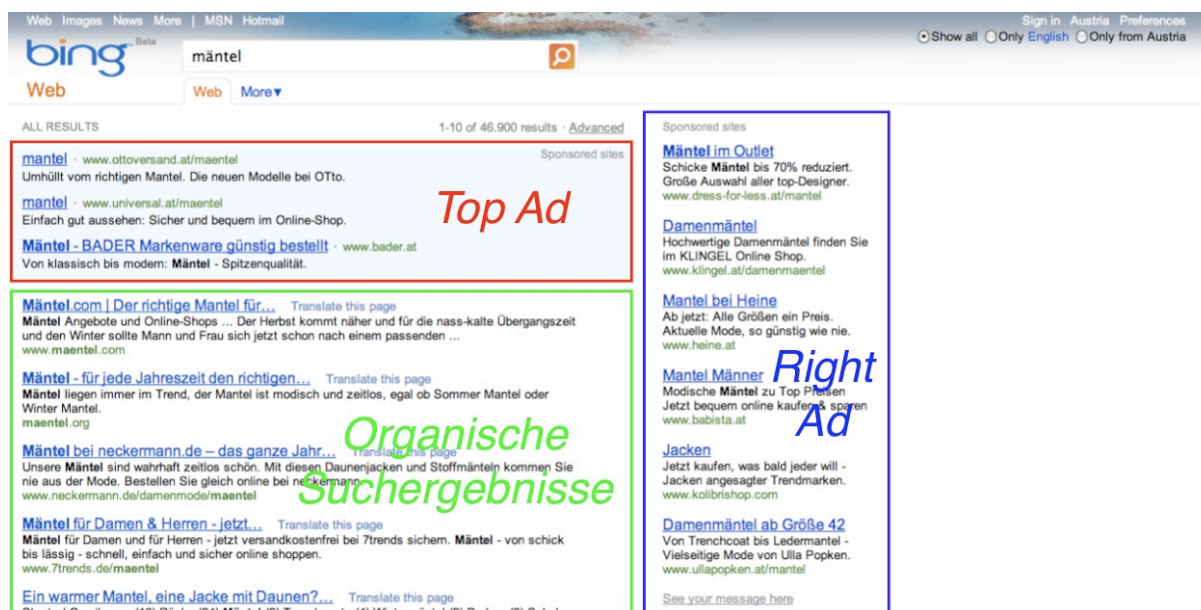 Web Images News More | MSN Hotmail
Sign in Austria Preferences
Show all Only English Only from Austria
bing Beta
mäntel
Web
Web More▾
ALL RESULTS
1-10 of 46.900 results · Advanced
Sponsored sites
mantel · www.ottoversand.at/maentel
Umhüllt vom richtigen Mantel. Die neuen Modelle bei OTto.
mantel · www.universal.at/maentel
Einfach gut aussehen: Sicher und bequem im Online-Shop.
Mäntel - BADER Markenware günstig bestellt · www.bader.at
Von klassisch bis modern: Mäntel - Spitzenqualität.
Top Ad
Mäntel.com | Der richtige Mantel für... Translate this page
Mäntel Angebote und Online-Shops ... Der Herbst kommt näher und für die nass-kalte Übergangszeit
und den Winter sollte Mann und Frau sich jetzt schon nach einem passenden ...
www.maentel.com
Mäntel - für jede Jahreszeit den richtigen... Translate this page
Mäntel liegen immer im Trend, der Mantel ist modisch und zeitlos, egal ob Sommer Mantel oder
Winter Mantel.
maentel.org
Mäntel bei neckermann.de – das ganze Jahr... Translate this page
Unsere Mäntel sind wahrhaft zeitlos schön. Mit diesen Daunenjacken und Stoffmänteln kommen Sie
nie aus der Mode. Bestellen Sie gleich online bei neckermann
www.neckermann.de/damenmode/maentel
Organische
Suchergebnisse
Mäntel für Damen & Herren - jetzt... Translate this page
Mäntel für Damen und für Herren - jetzt versandkostenfrei bei 7trends sichern. Mäntel - von schick
bis lässig - schnell, einfach und sicher online shoppen.
www.7trends.de/maentel
Ein warmer Mantel, eine Jacke mit Daunen?... Translate this page
Sponsored sites
Mäntel im Outlet
Schicke Mäntel bis 70% reduziert.
Große Auswahl aller top-Designer.
www.dress-for-less.at/mantel
Damenmäntel
Hochwertige Damenmäntel finden Sie
im KLINGEL Online Shop.
www.klingel.at/damenmaentel
Mantel bei Heine
Ab jetzt: Alle Größen ein Preis.
Aktuelle Mode, so günstig wie nie.
www.heine.at
Mantel Männer
Modische Mäntel zu Top Preisen
Jetzt bequem online kaufen & sparen
www.babista.at
Right
Ad
Jacken
Jetzt kaufen, was bald jeder will -
Jacken angesagter Trendmarken.
www.kolibrishop.com
Damenmäntel ab Größe 42
Von Trenchcoat bis Ledermantel -
Vielseitige Mode von Ulla Popken.
www.ullapopken.at/mantel
See your message here